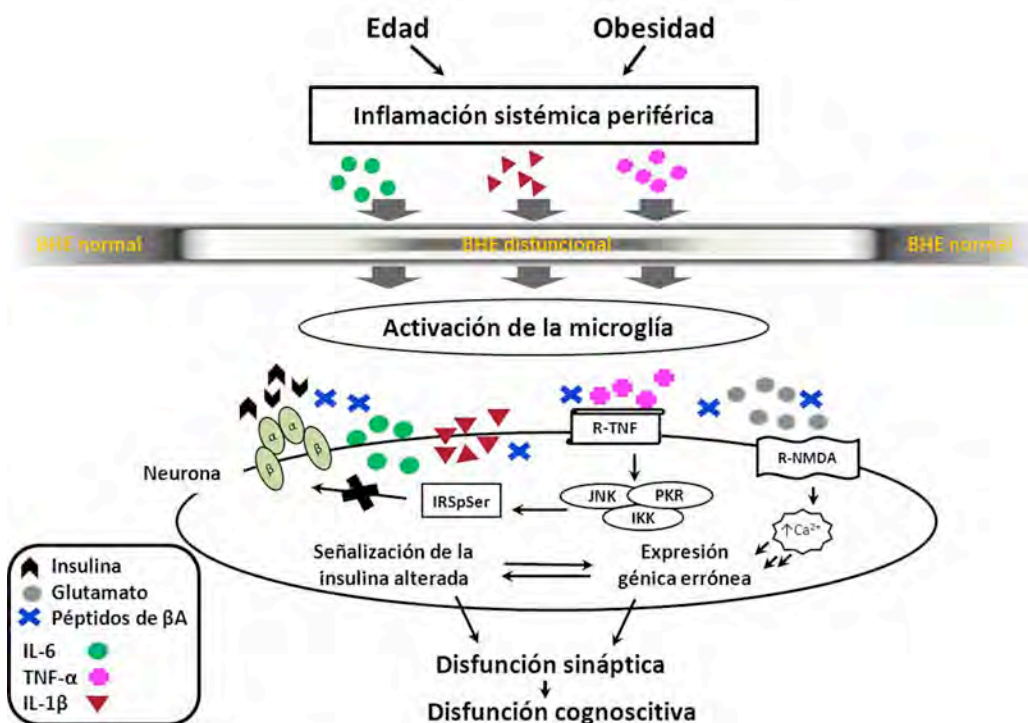 Edad
Obesidad
Inflamación sistémica periférica
BHE normal
BHE disfuncional
BHE normal
Activación de la microglía
α
α
β
β
Neurona
R-TNF
R-NMDA
JNK
PKR
IKK
IRSpSer
↑Ca²⁺
Señalización de la
insulina alterada
Expresión
génica errónea
Insulina
Glutamato
Péptidos de βA
IL-6
TNF-α
IL-1β
Disfunción sináptica
Disfunción cognoscitiva